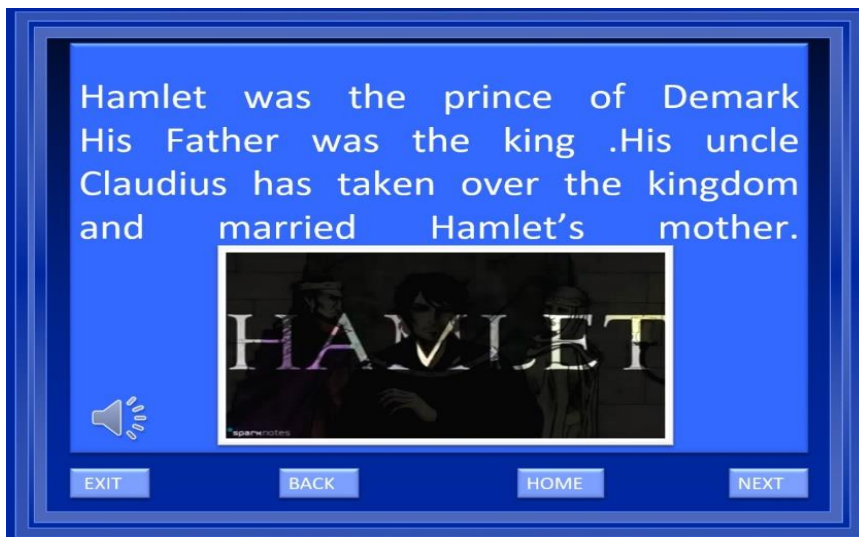 Hamlet was the prince of Demark
His Father was the king .His uncle
Claudius has taken over the kingdom
and married Hamlet’s mother.
HAMLET
sparknotes
EXIT
BACK
HOME
NEXT